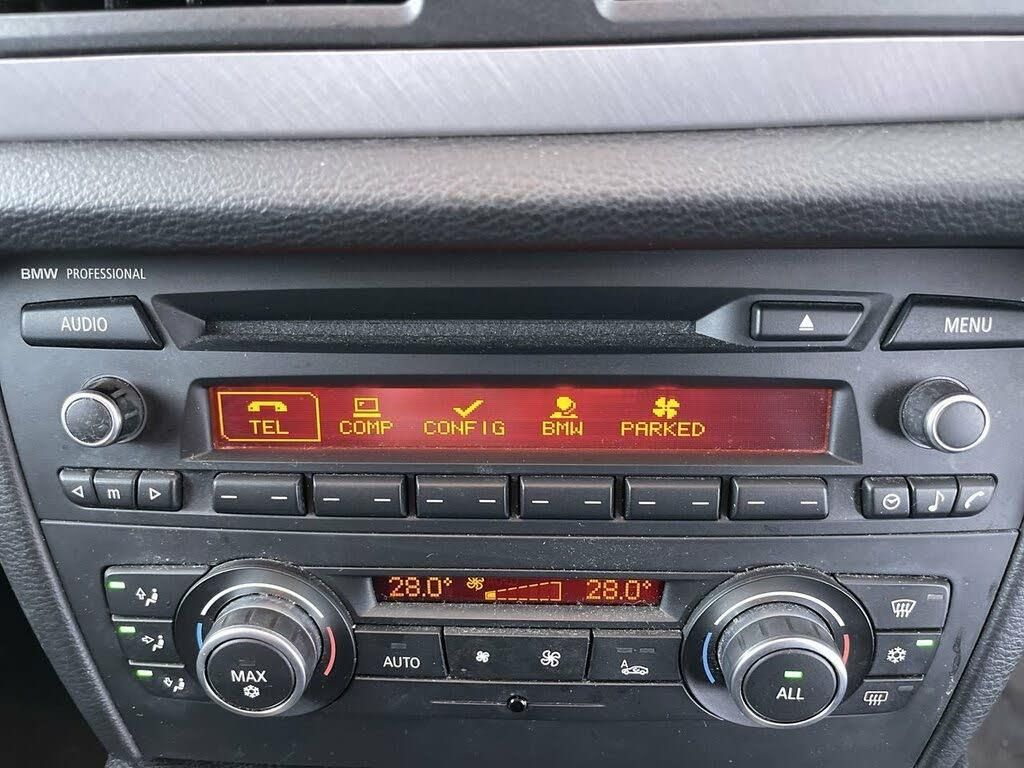 BMW PROFESSIONAL
AUDIO
MENU
TEL COMP CONFIG BMW PARKED
m
28.0° 28.0°
AUTO
A
MAX
ALL